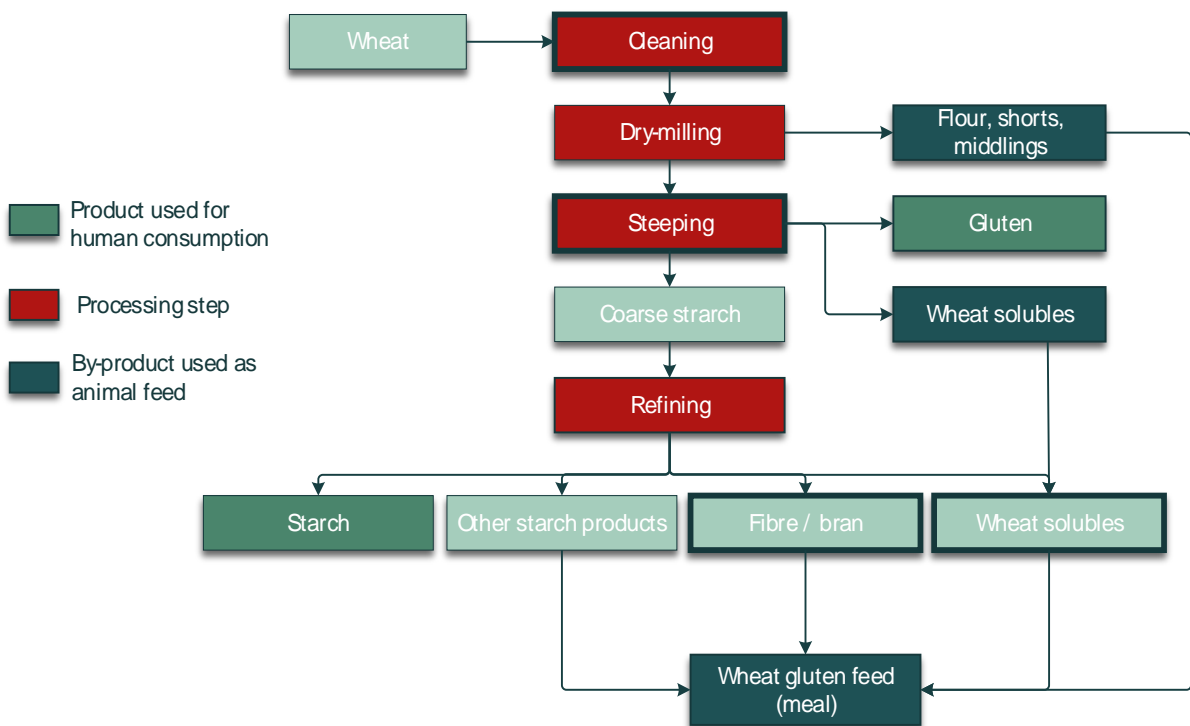 Wheat
Cleaning
Dry-milling
Flour, shorts,
middlings
Product used for
human consumption
Steeping
Gluten
Processing step
Coarse strarch
Wheat solubles
By-product used as
animal feed
Refining
Starch
Other starch products
Fibre / bran
Wheat solubles
Wheat gluten feed
(meal)